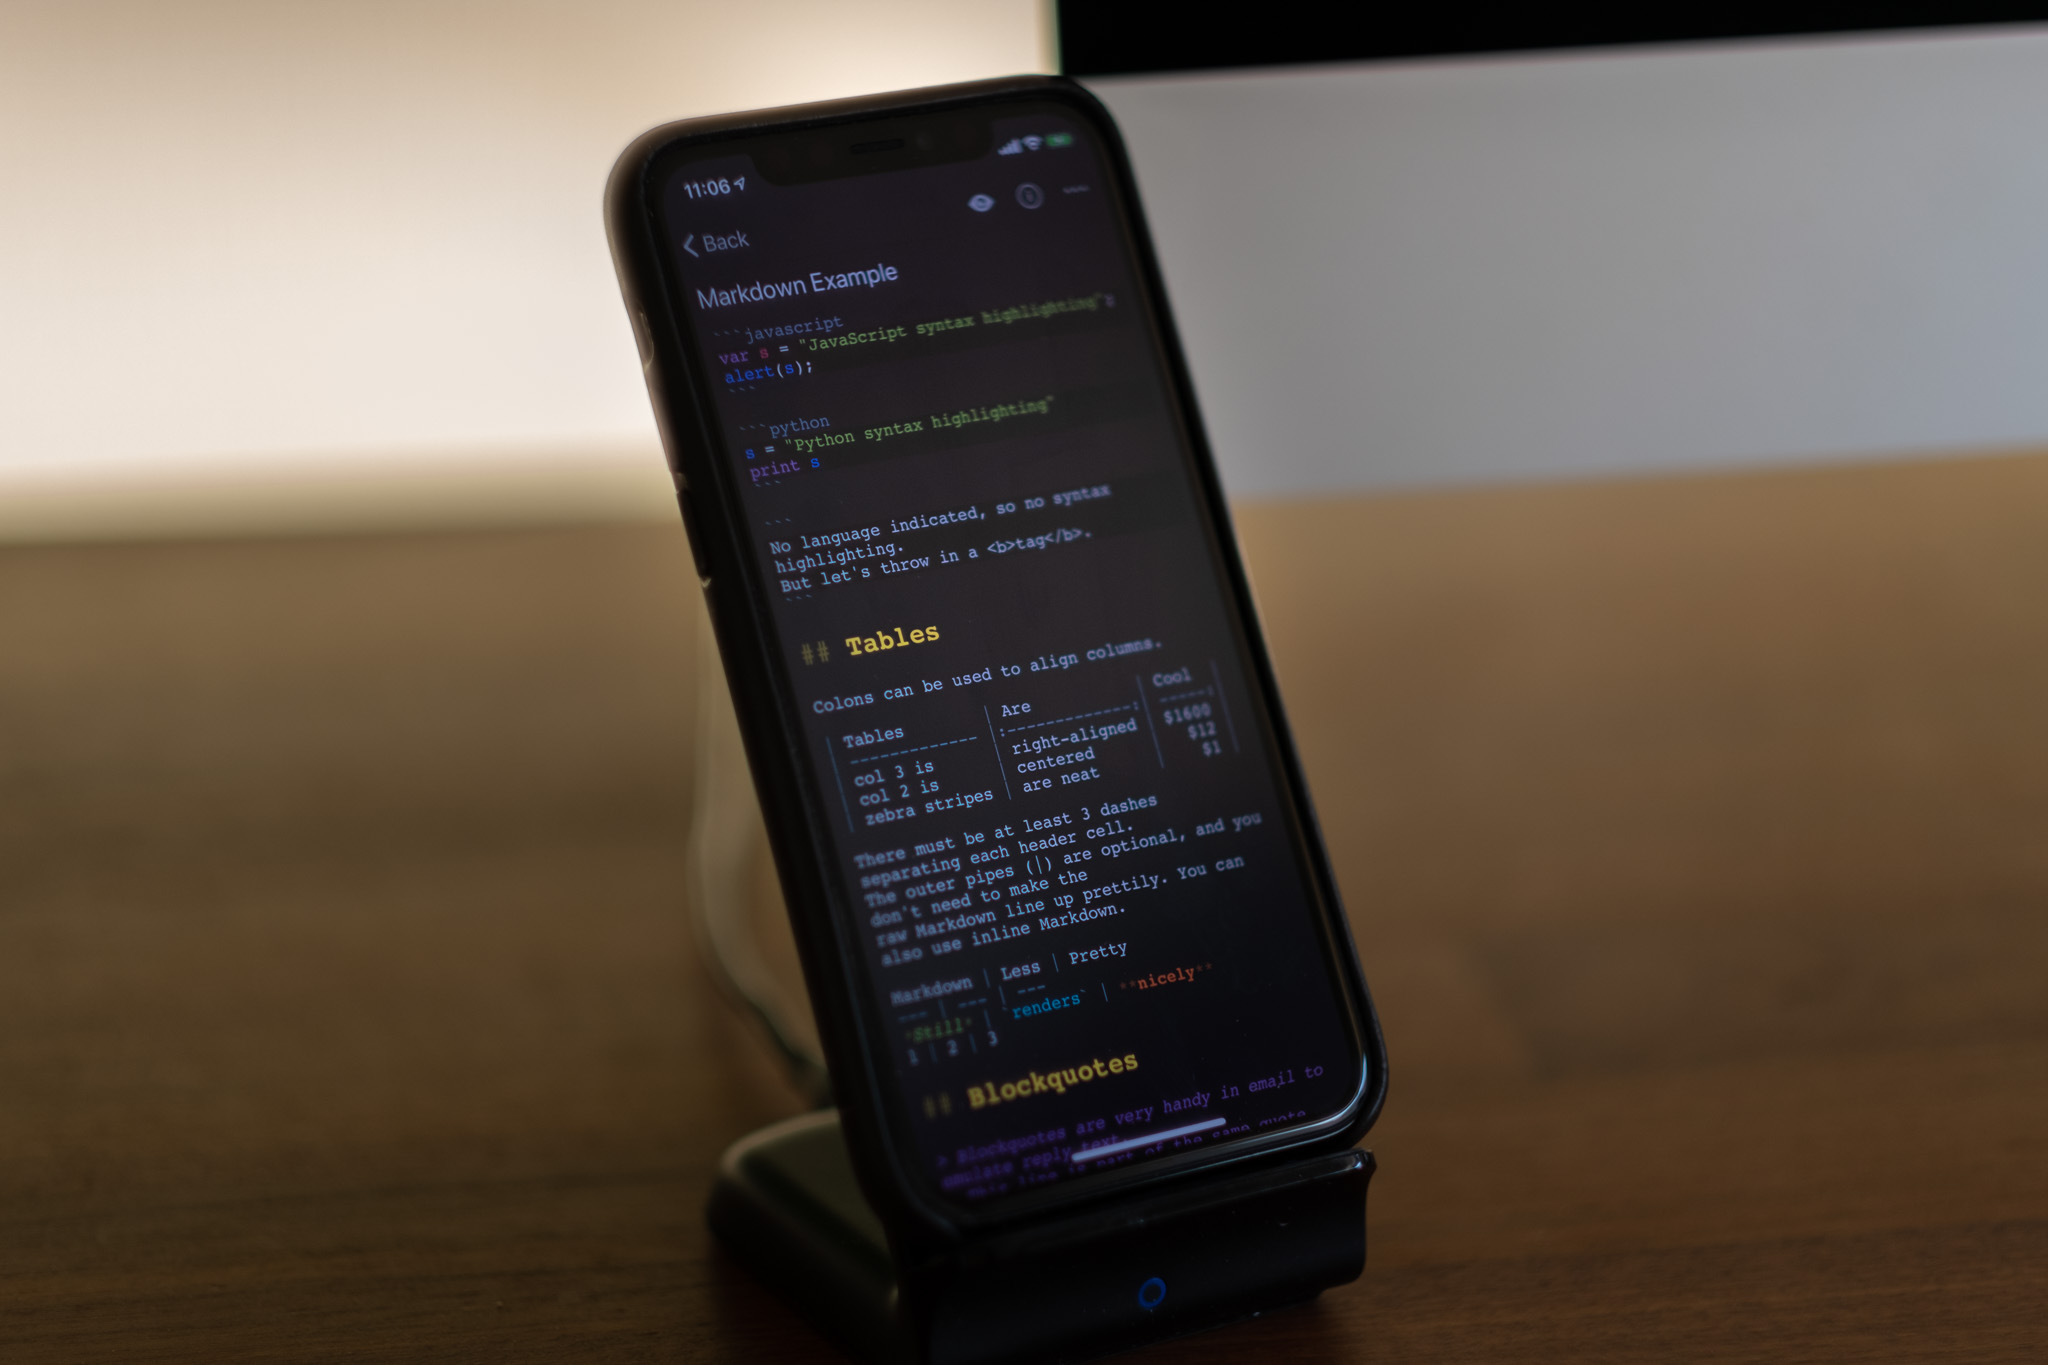 11:06
Back
Markdown Example
```javascript
var s = "JavaScript syntax highlighting";
alert(s);
```
```python
s = "Python syntax highlighting"
print s
```
```
No language indicated, so no syntax
highlighting.
But let's throw in a <b>tag</b>.
```
## Tables
Colons can be used to align columns.
| Tables | Are | Cool |
| ------------- |:-------------:| -----:|
| col 3 is | right-aligned | $1600 |
| col 2 is | centered | $12 |
| zebra stripes | are neat | $1 |
There must be at least 3 dashes
separating each header cell.
The outer pipes (|) are optional, and you
don't need to make the
raw Markdown line up prettily. You can
also use inline Markdown.
Markdown | Less | Pretty
--- | --- | ---
*Still* | `renders` | **nicely**
1 | 2 | 3
## Blockquotes
> Blockquotes are very handy in email to
emulate reply text.
> This line is part of the same quote.